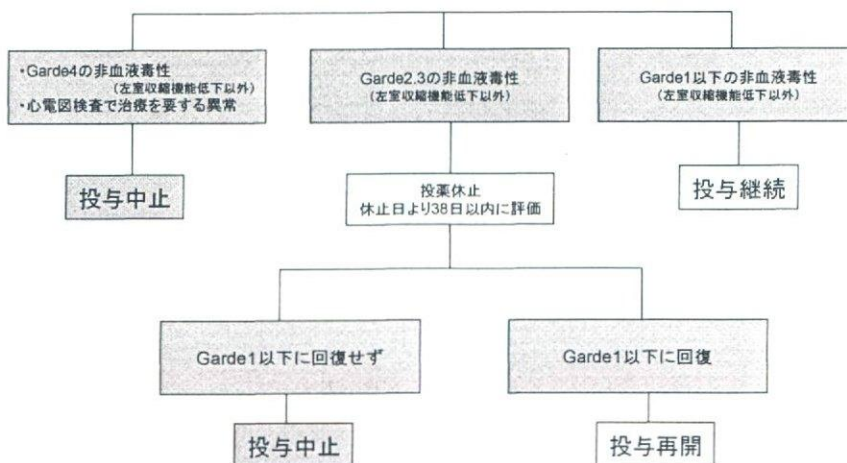 ・Garde4の非血液毒性
（左室収縮機能低下以外）
・心電図検査で治療を要する異常
Garde2.3の非血液毒性
（左室収縮機能低下以外）
Garde1以下の非血液毒性
（左室収縮機能低下以外）
投与中止
投薬休止
休止日より38日以内に評価
投与継続
Garde1以下に回復せず
Garde1以下に回復
投与中止
投与再開